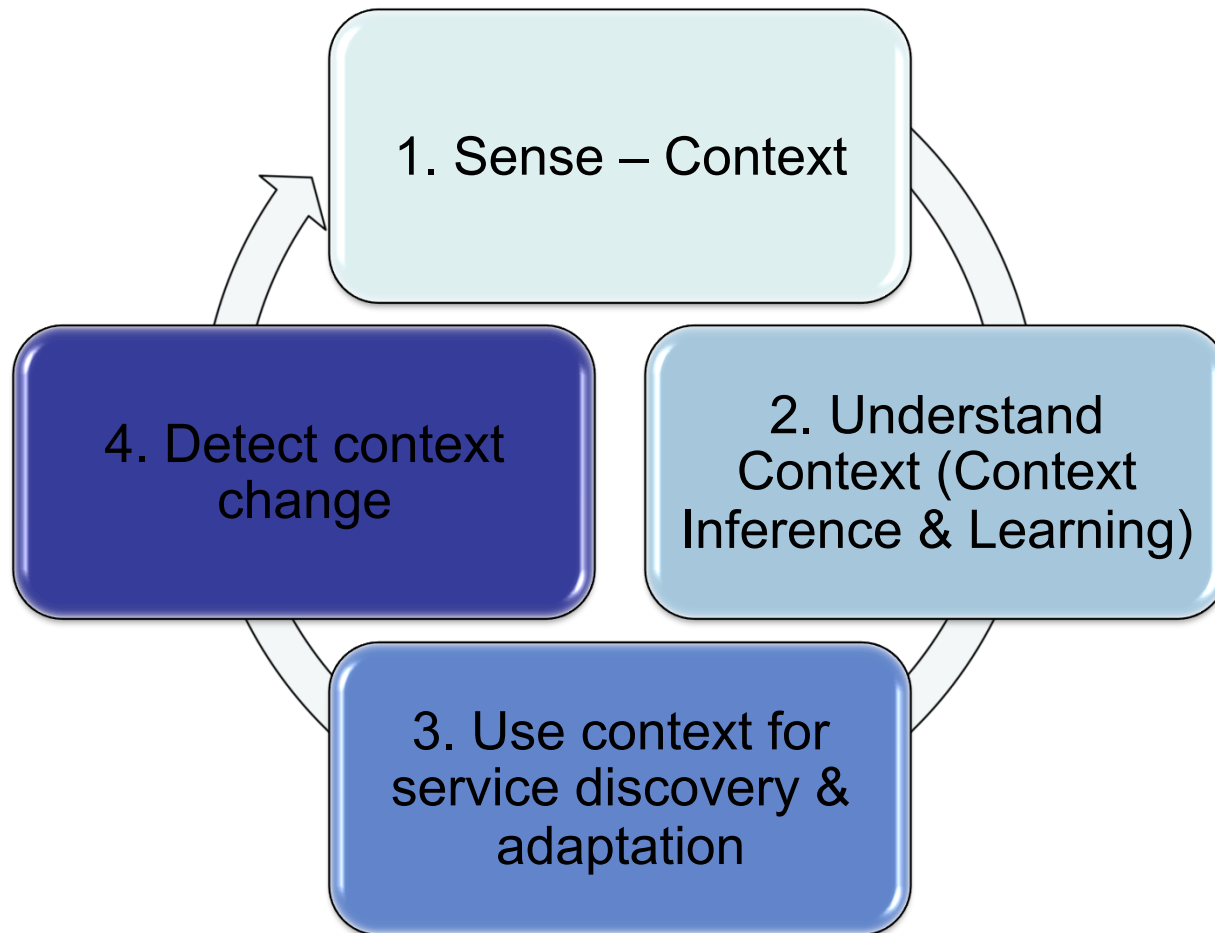 1. Sense – Context
2. Understand
Context (Context
Inference & Learning)
3. Use context for
service discovery &
adaptation
4. Detect context
change